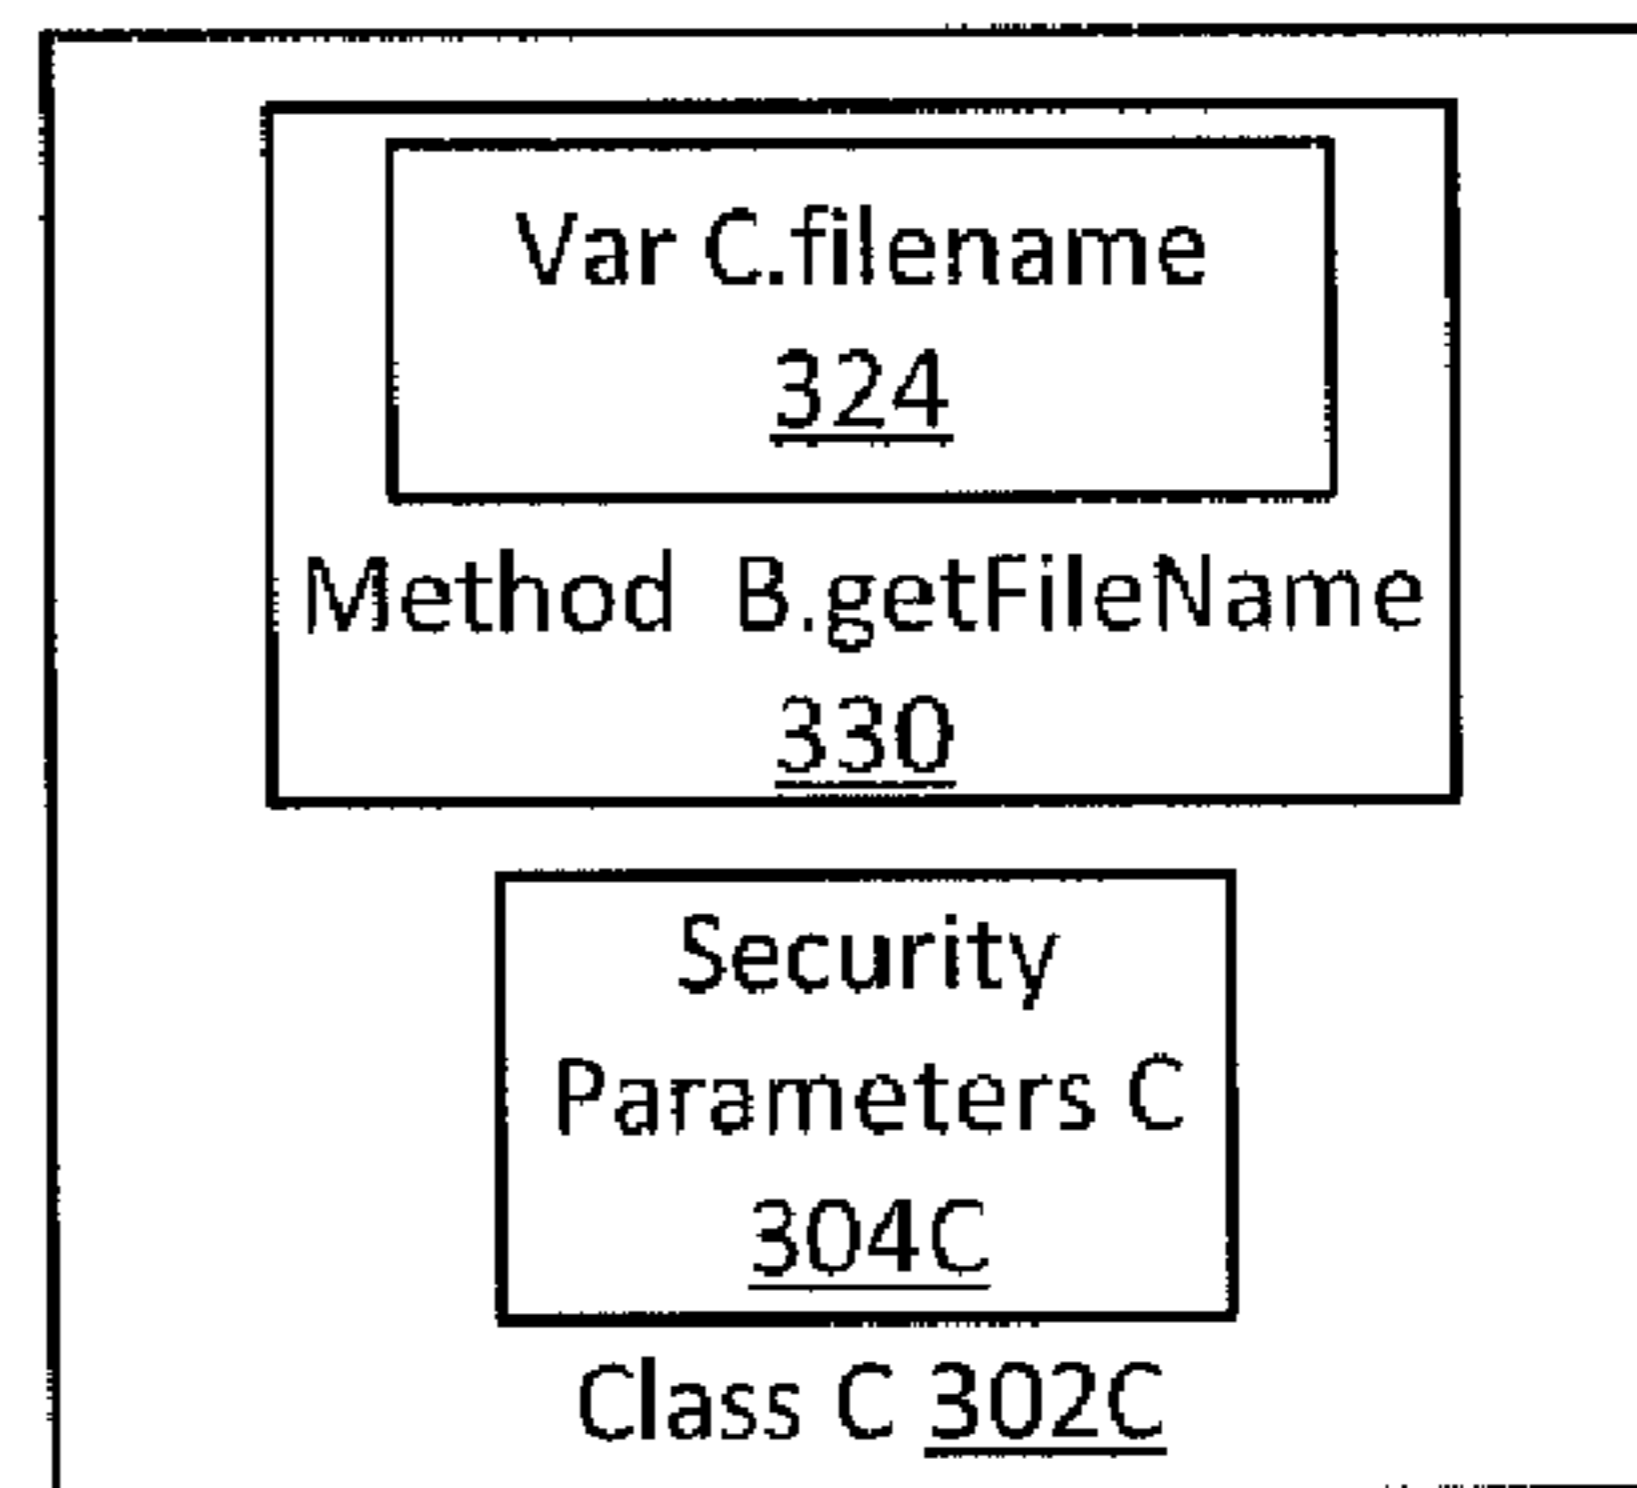 Var C.filename
324
Method B.getFileName
330
Security
Parameters C
304C
Class C 302C